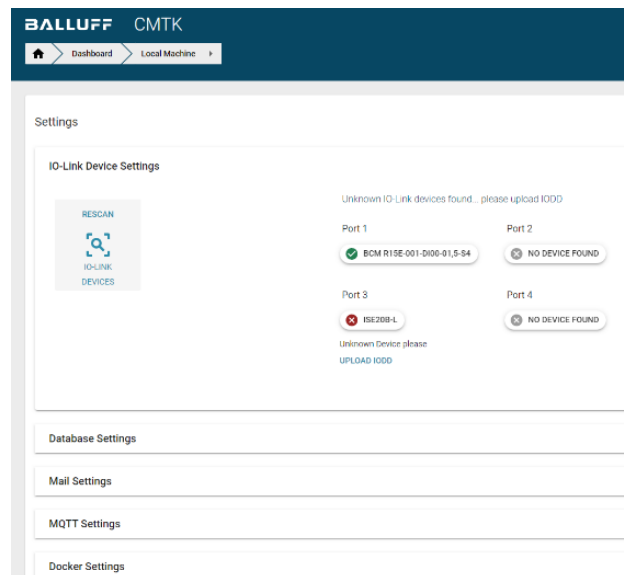 BALLUFF CMTK
Dashboard Local Machine
Settings
IO-Link Device Settings
RESCAN
IO-LINK
DEVICES
Unknown IO-Link devices found... please upload IODD
Port 1
BCM R15E-001-DI00-01,5-S4
Port 2
NO DEVICE FOUND
Port 3
ISE20B-L
Unknown Device please
UPLOAD IODD
Port 4
NO DEVICE FOUND
Database Settings
Mail Settings
MQTT Settings
Docker Settings